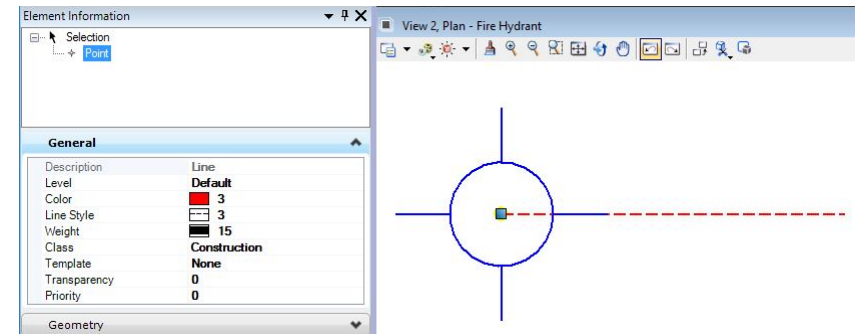 Element Information
Selection
Point
General
Description Line
Level Default
Color 3
Line Style 3
Weight 15
Class Construction
Template None
Transparency 0
Priority 0
Geometry
View 2, Plan - Fire Hydrant